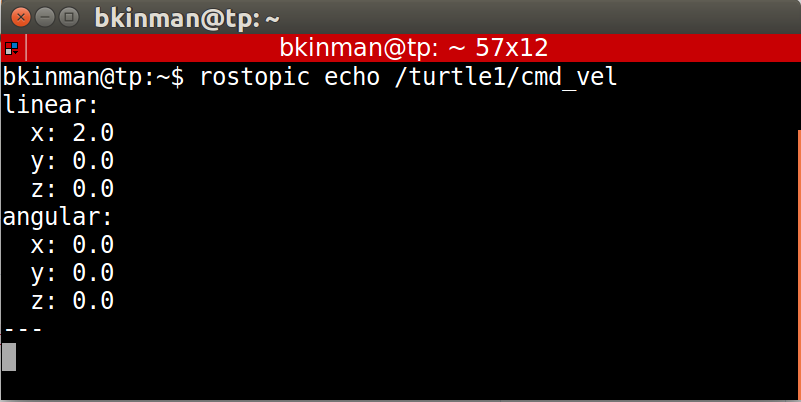 bkinman@tp: ~
bkinman@tp: ~ 57x12
bkinman@tp:~$ rostopic echo /turtle1/cmd_vel
linear:
  x: 2.0
  y: 0.0
  z: 0.0
angular:
  x: 0.0
  y: 0.0
  z: 0.0
---